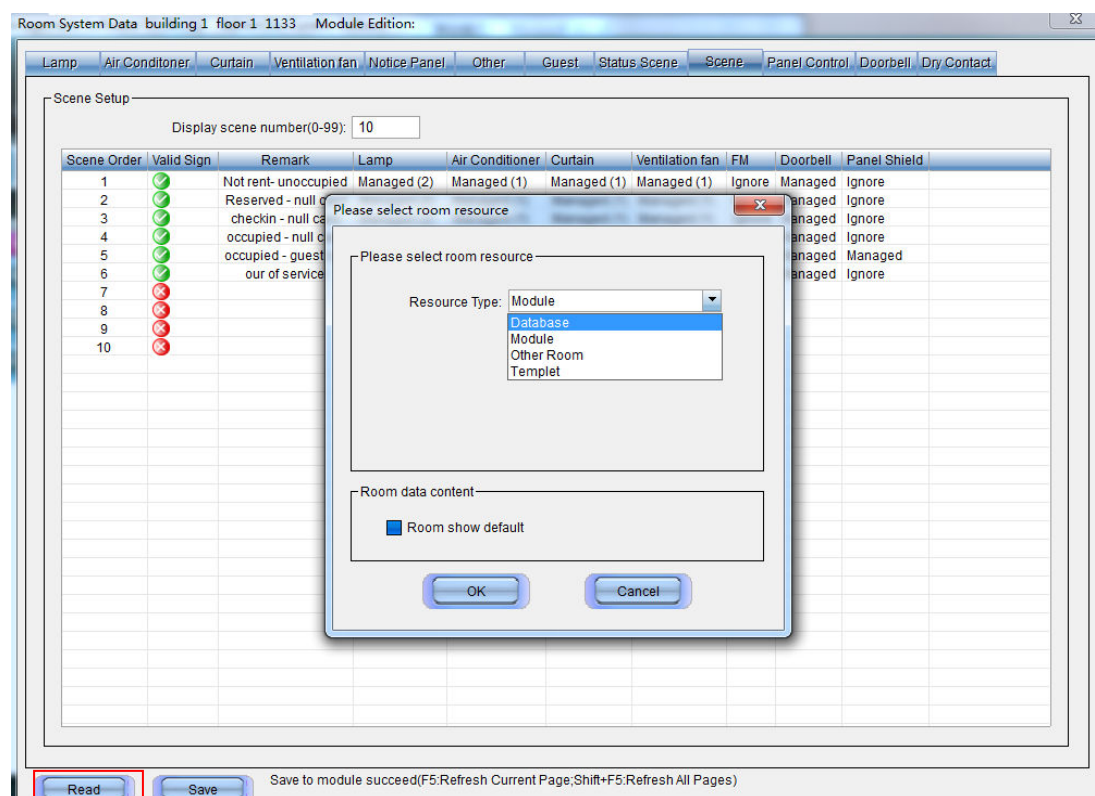 Room System Data building 1 floor 1 1133 Module Edition:
Lamp Air Conditoner Curtain Ventilation fan Notice Panel Other Guest Status Scene Scene Panel Control Doorbell Dry Contact
Scene Setup
Display scene number(0-99): 10
Scene Order Valid Sign Remark Lamp Air Conditioner Curtain Ventilation fan FM Doorbell Panel Shield
1 Not rent- unoccupied Managed (2) Managed (1) Managed (1) Managed (1) Ignore Managed Ignore
2 Reserved - null anaged Ignore
3 checkin - null ca anaged Ignore
4 occupied - null c anaged Ignore
5 occupied - guest anaged Managed
6 our of service anaged Ignore
7
8
9
10
Please select room resource
Please select room resource
Resource Type: Module
Database
Module
Other Room
Templet
Room data content
Room show default
OK Cancel
Read Save Save to module succeed(F5:Refresh Current Page;Shift+F5:Refresh All Pages)